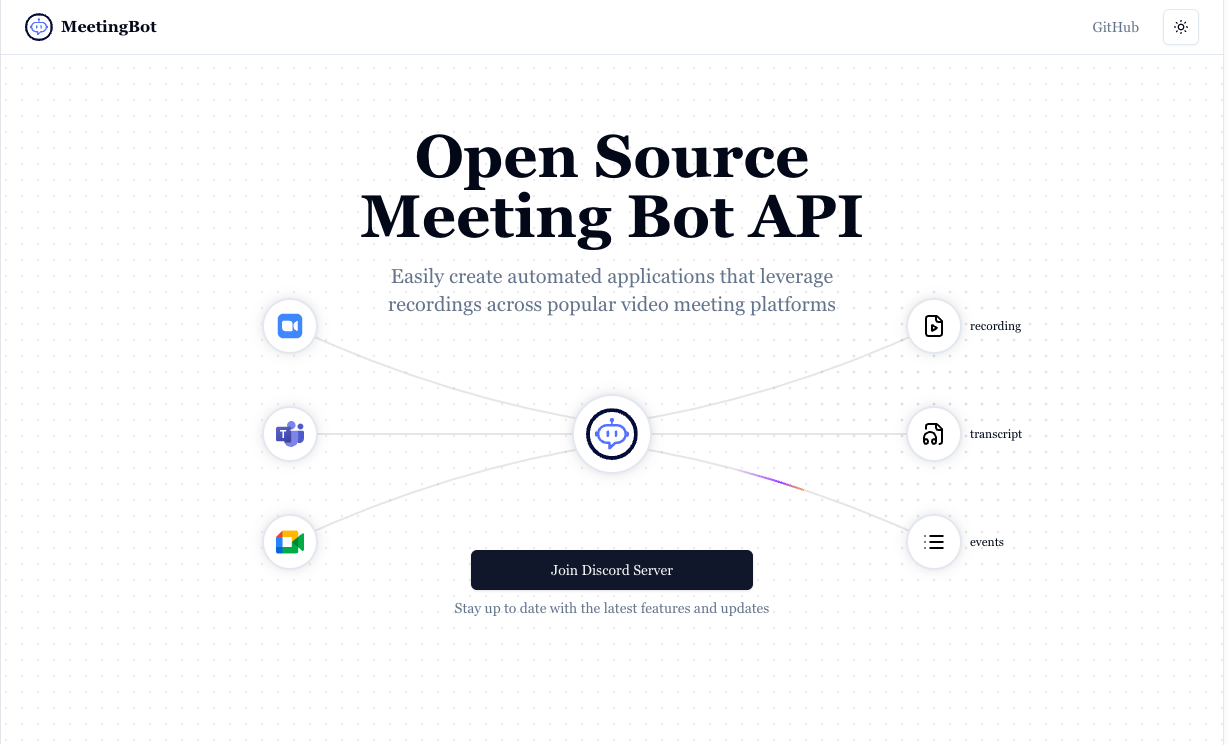 MeetingBot
GitHub
Open Source
Meeting Bot API
Easily create automated applications that leverage
recordings across popular video meeting platforms
recording
T
transcript
events
Join Discord Server
Stay up to date with the latest features and updates